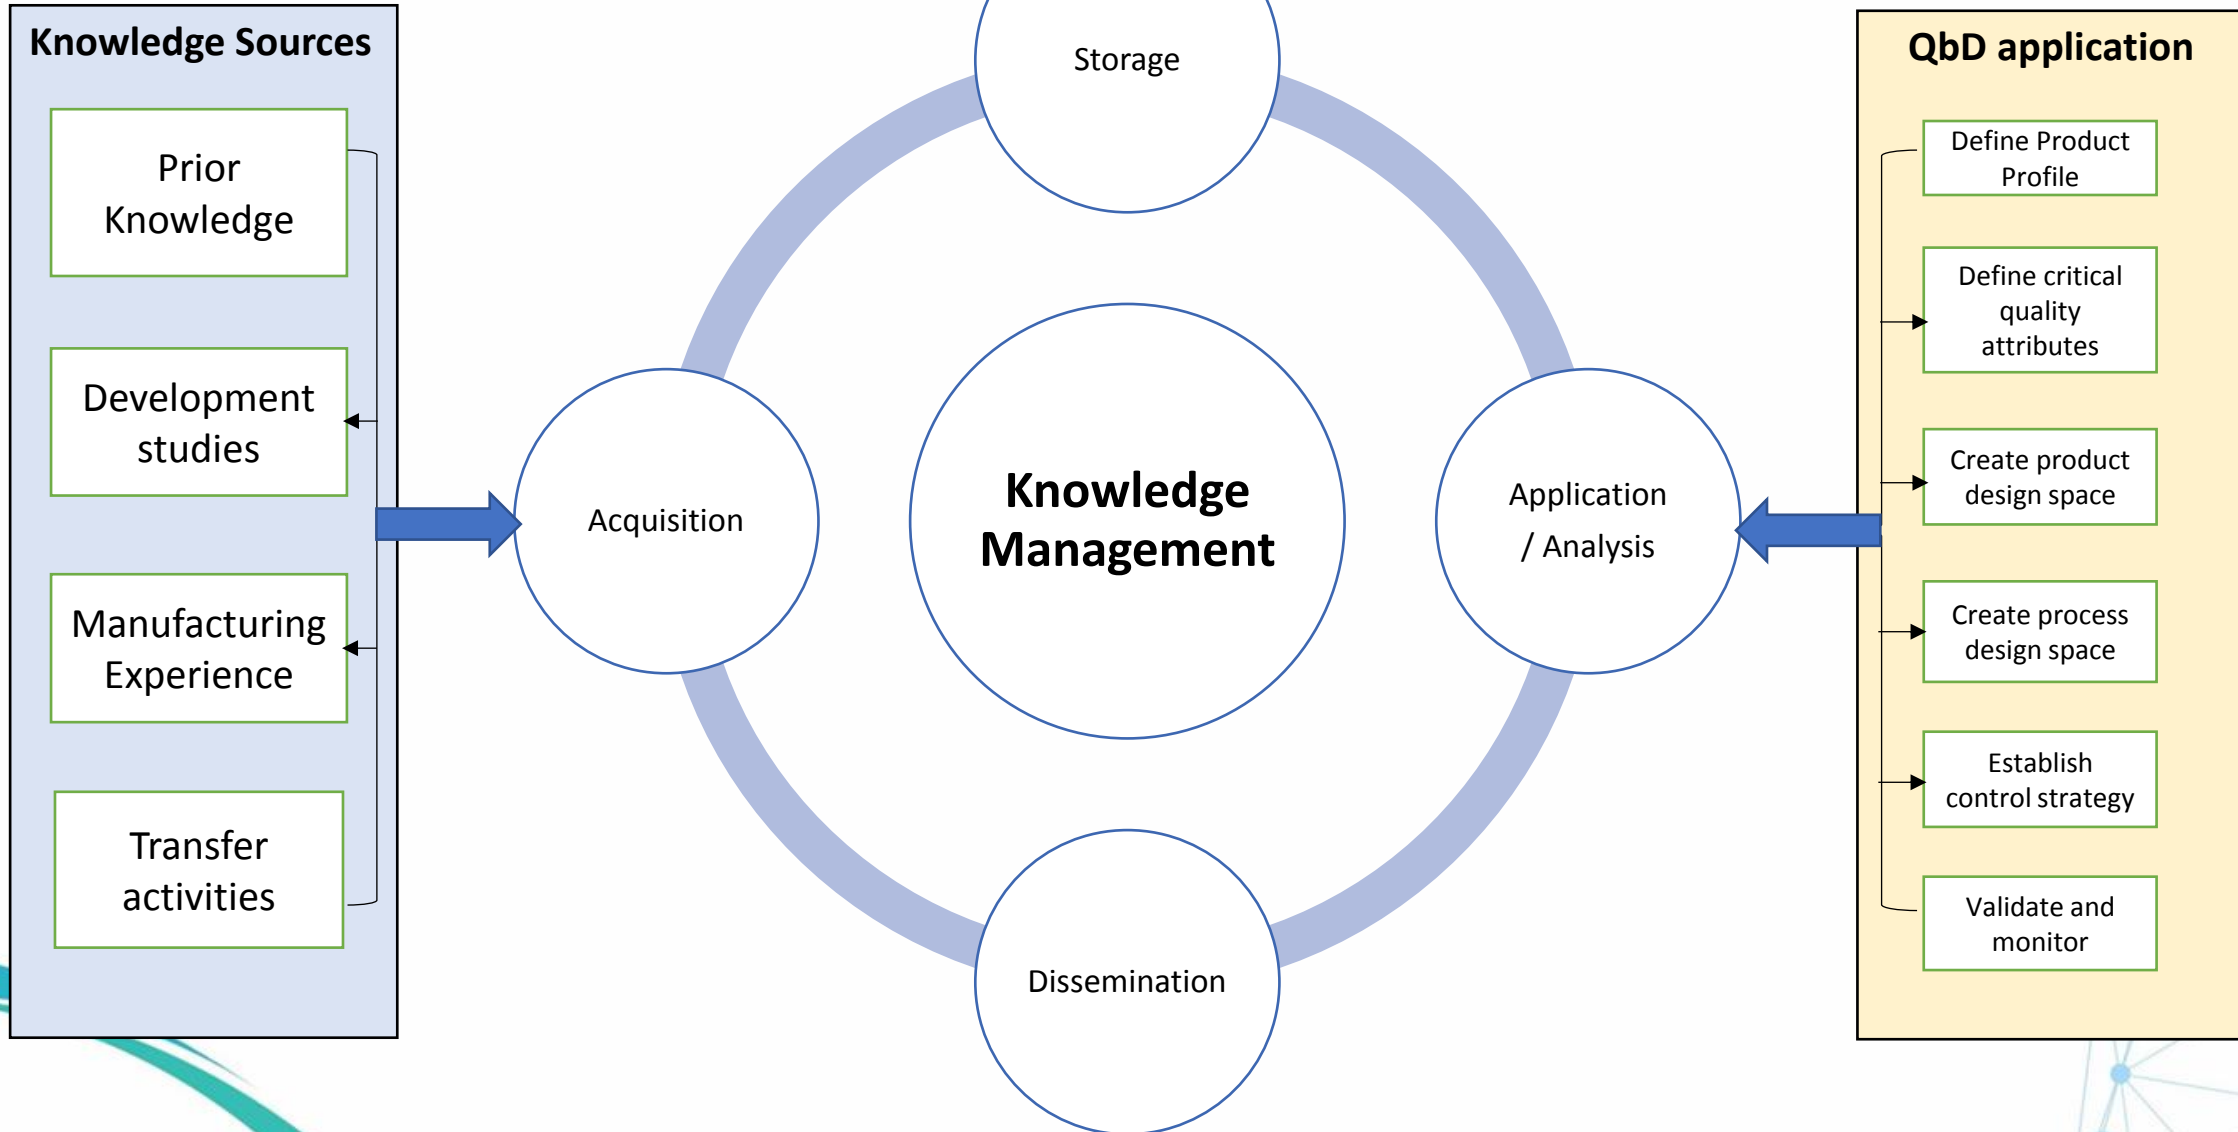 Knowledge Sources
Prior
Knowledge
Development
studies
Manufacturing
Experience
Transfer
activities
Storage
Acquisition
Knowledge
Management
Application
/ Analysis
Dissemination
QbD application
Define Product
Profile
Define critical
quality
attributes
Create product
design space
Create process
design space
Establish
control strategy
Validate and
monitor